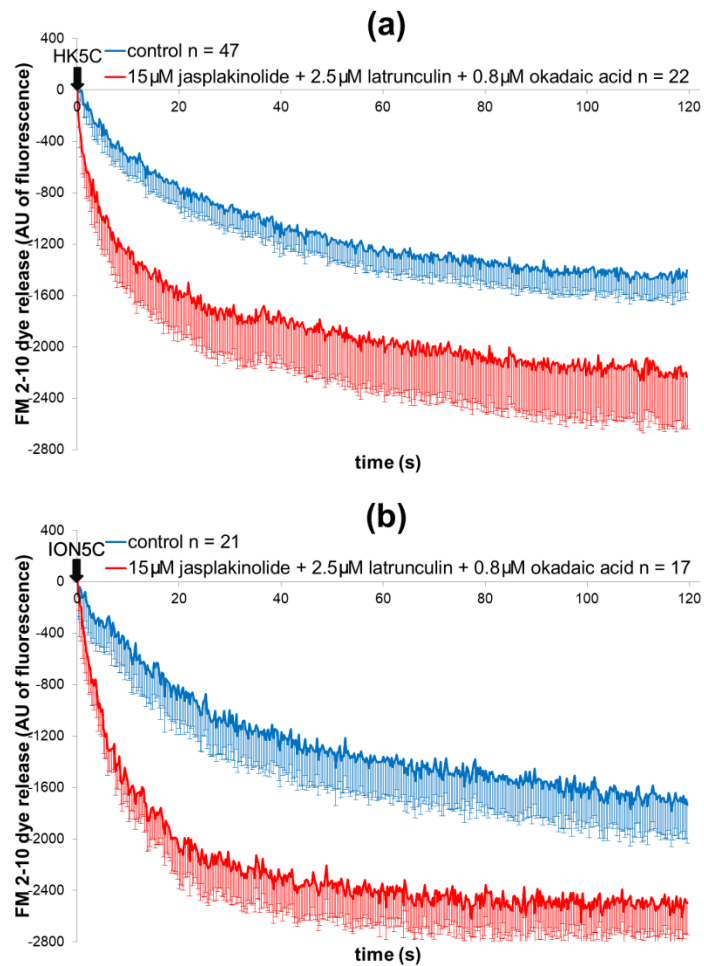 (a)
HK5C
control n = 47
15µM jasplakinolide + 2.5µM latrunculin + 0.8µM okadaic acid n = 22
FM 2-10 dye release (AU of fluorescence)
400
0
-400
-800
-1200
-1600
-2000
-2400
-2800
0 20 40 60 80 100 120
time (s)
(b)
ION5C
control n = 21
15µM jasplakinolide + 2.5µM latrunculin + 0.8µM okadaic acid n = 17
FM 2-10 dye release (AU of fluorescence)
400
0
-400
-800
-1200
-1600
-2000
-2400
-2800
0 20 40 60 80 100 120
time (s)